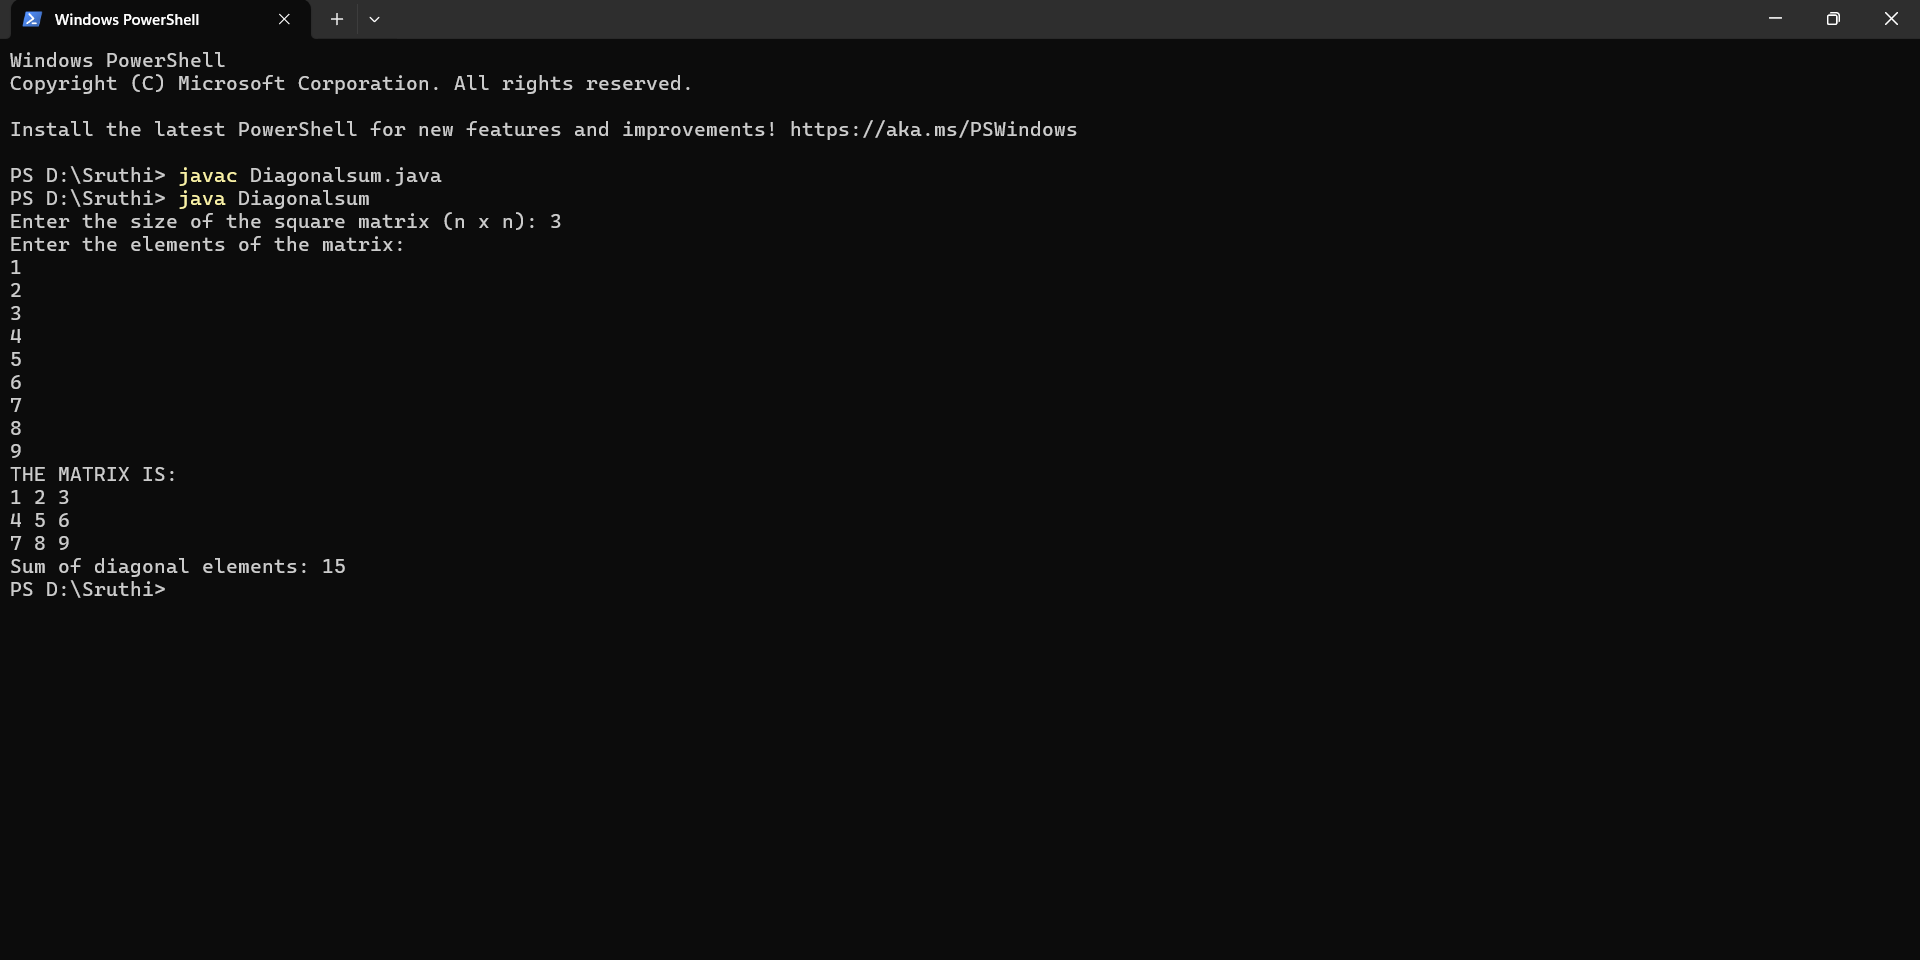 Windows PowerShell
Windows PowerShell
Copyright (C) Microsoft Corporation. All rights reserved.
Install the latest PowerShell for new features and improvements! https://aka.ms/PSWindows
PS D:\Sruthi> javac Diagonalsum.java
PS D:\Sruthi> java Diagonalsum
Enter the size of the square matrix (n x n): 3
Enter the elements of the matrix:
1
2
3
4
5
6
7
8
9
THE MATRIX IS:
1 2 3
4 5 6
7 8 9
Sum of diagonal elements: 15
PS D:\Sruthi>